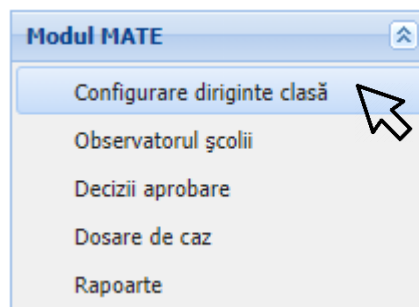 Modul MATE
Configurare diriginte clasă
Observatorul şcolii
Decizii aprobare
Dosare de caz
Rapoarte